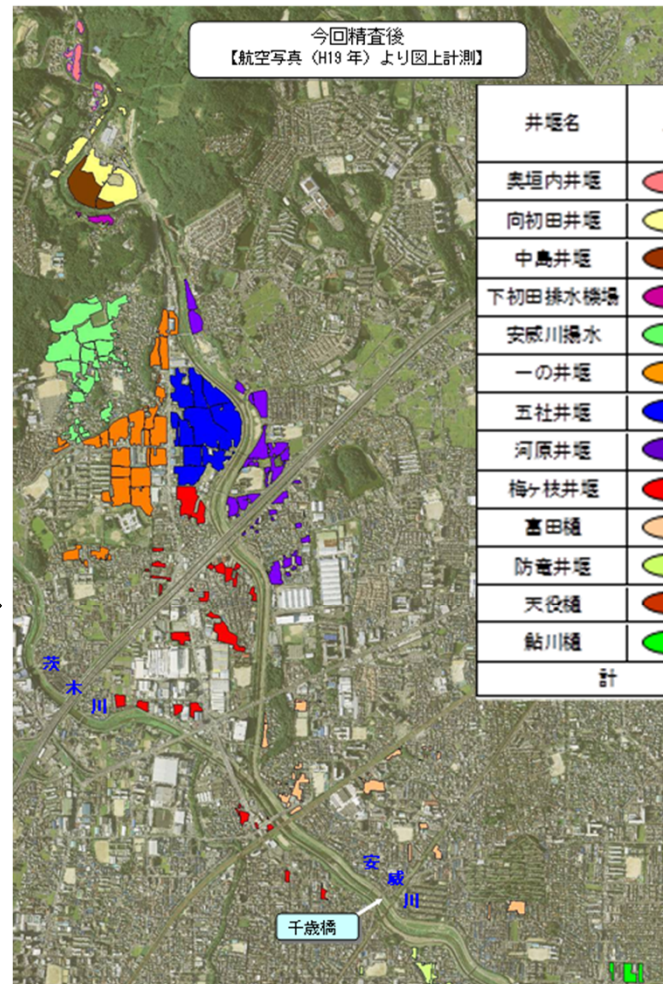 今回精査後
【航空写真（H19年）より図上計測】
井堰名
奥垣内井堰
向初田井堰
中島井堰
下初田排水機場
安威川揚水
一の井堰
五社井堰
河原井堰
梅ヶ枝井堰
富田樋
防竜井堰
天役樋
鮎川樋
計
茨木川
安威川
千歳橋